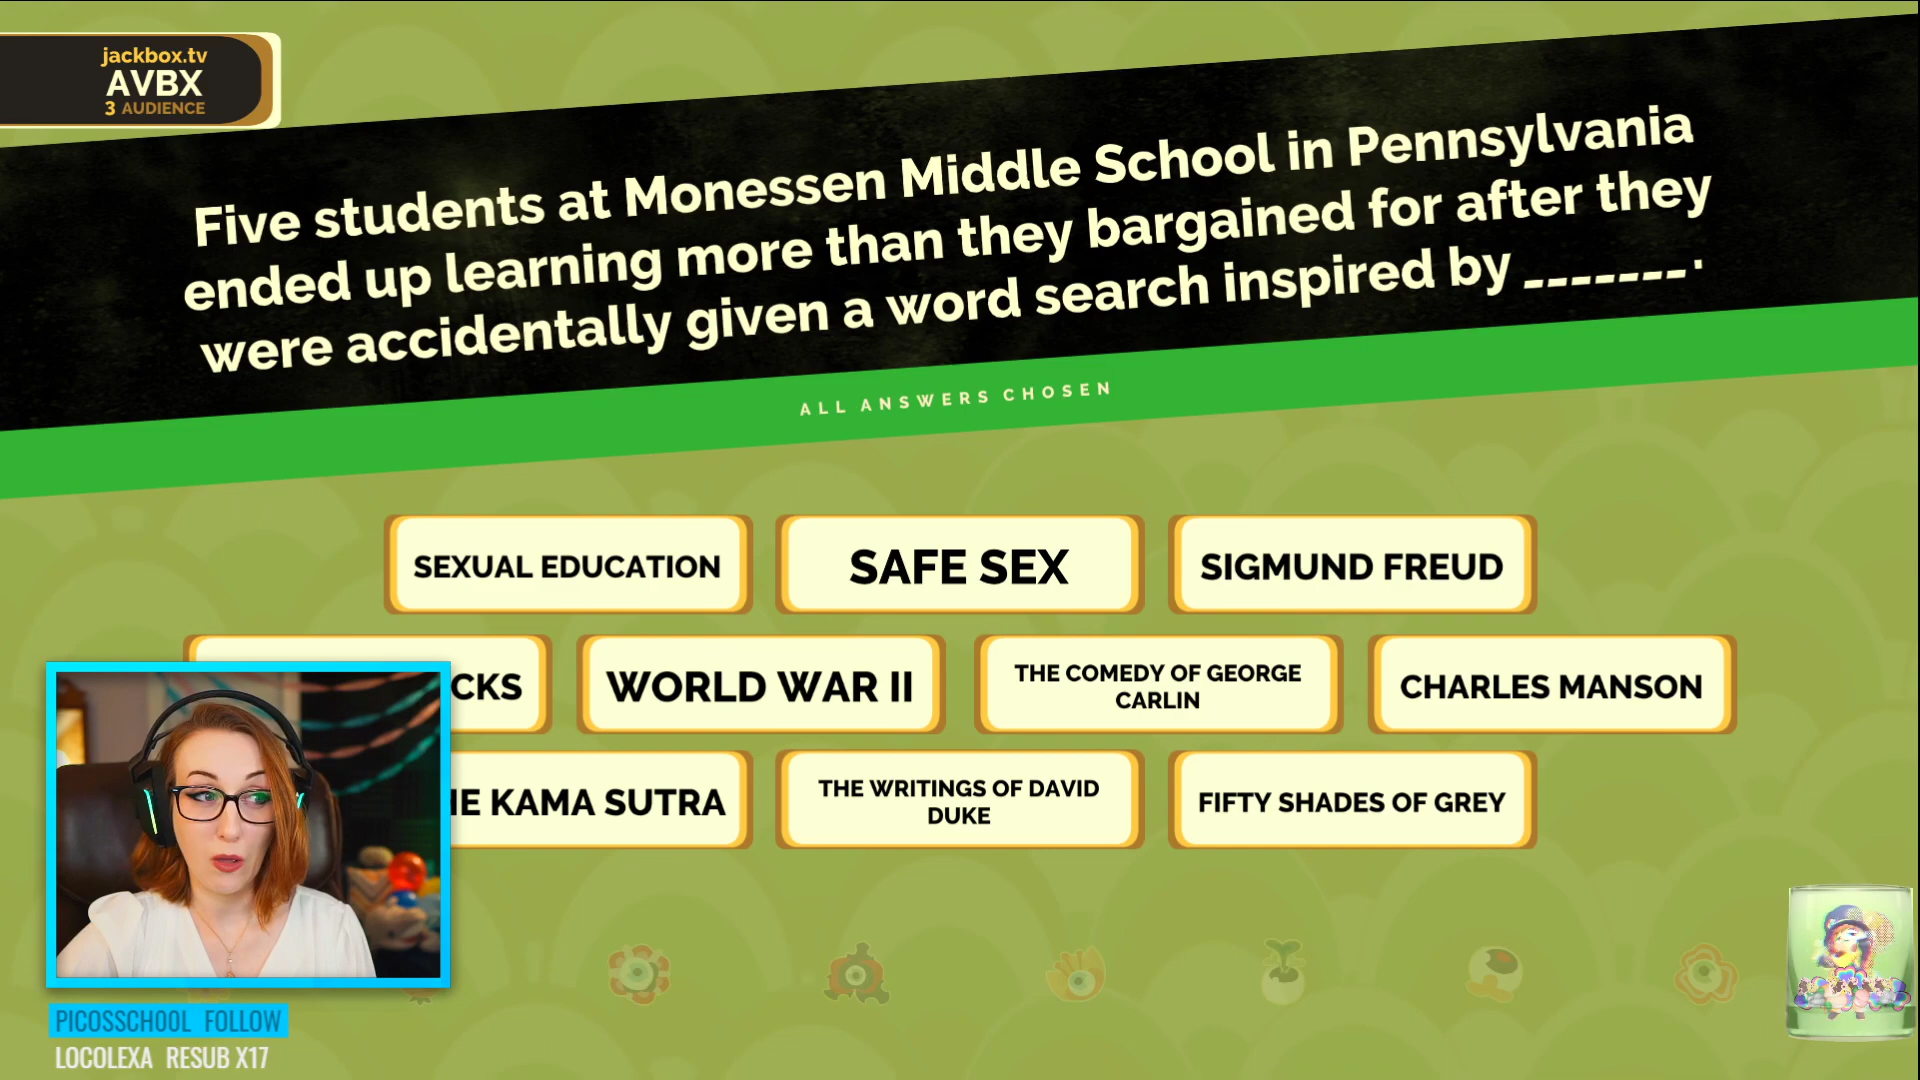 jackbox.tv
AVBX
3 AUDIENCE
Five students at Monessen Middle School in Pennsylvania
ended up learning more than they bargained for after they
were accidentally given a word search inspired by _______.
ALL ANSWERS CHOSEN
SEXUAL EDUCATION
SAFE SEX
SIGMUND FREUD
CKS
WORLD WAR II
THE COMEDY OF GEORGE
CARLIN
CHARLES MANSON
KAMA SUTRA
THE WRITINGS OF DAVID
DUKE
FIFTY SHADES OF GREY
PICOSSCHOOL FOLLOW
LOCOLEXA RESUB X17